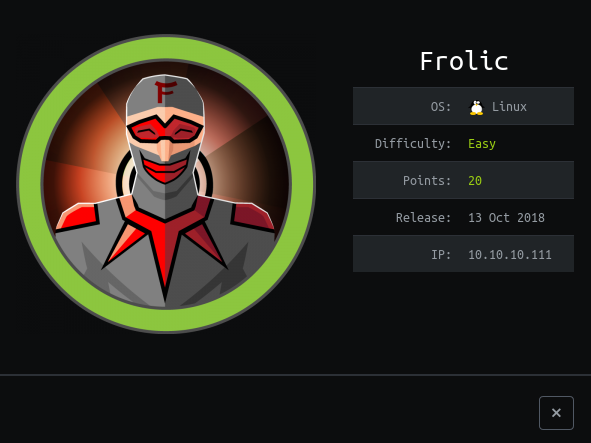 Frolic
F
OS: Linux
Difficulty: Easy
Points: 20
Release: 13 Oct 2018
IP: 10.10.10.111
×